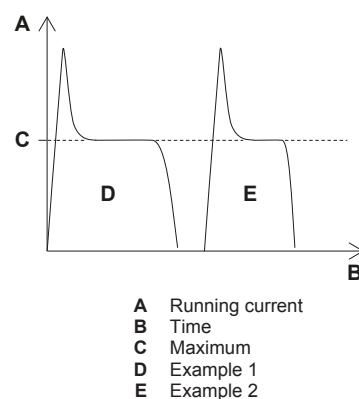 A
C
D
E
B
A Running current
B Time
C Maximum
D Example 1
E Example 2